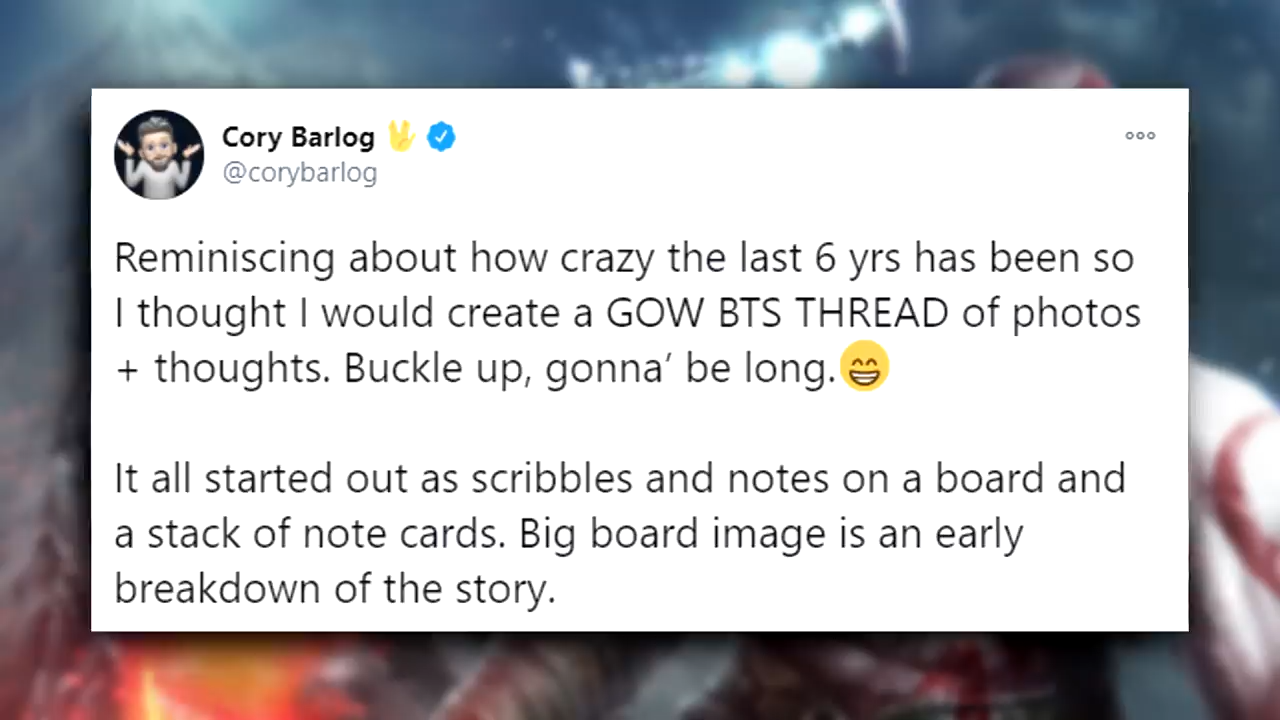 Cory Barlog 🖖
@corybarlog
Reminiscing about how crazy the last 6 yrs has been so
I thought I would create a GOW BTS THREAD of photos
+ thoughts. Buckle up, gonna’ be long.😁
It all started out as scribbles and notes on a board and
a stack of note cards. Big board image is an early
breakdown of the story.